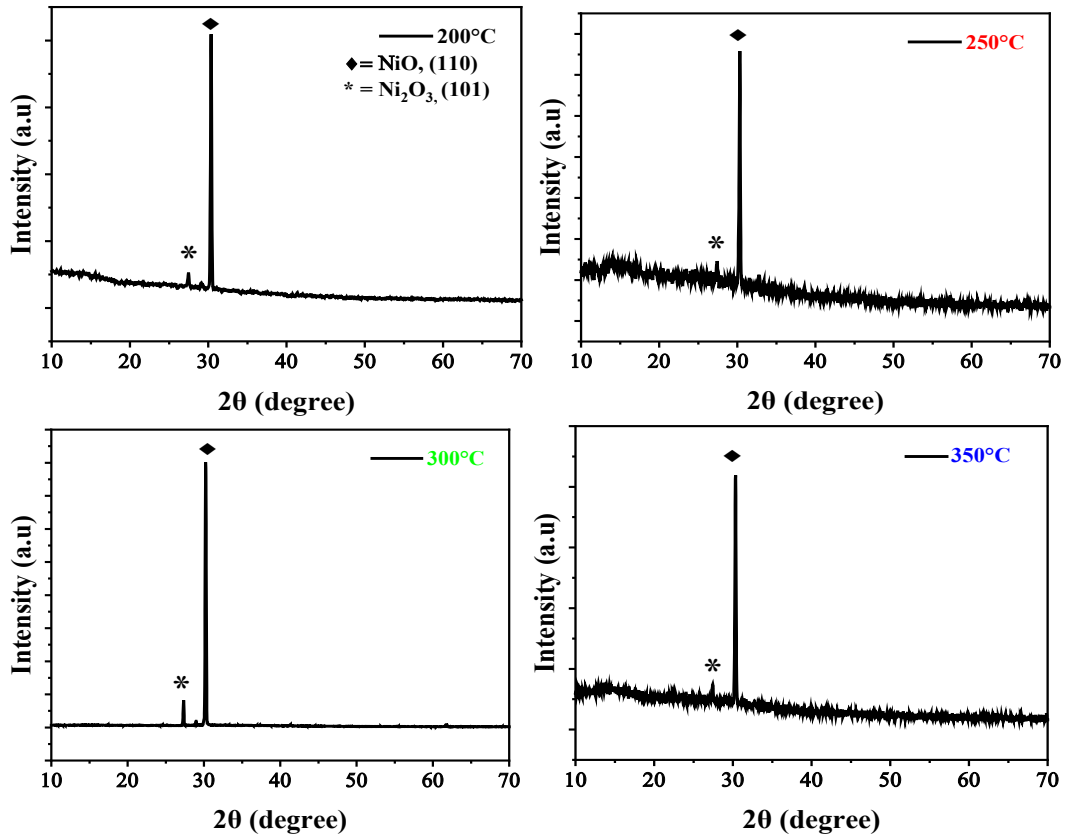 200°C
◆= NiO, (110)
* = Ni₂O₃, (101)
◆
*
Intensity (a.u)
10 20 30 40 50 60 70
2θ (degree)
250°C
◆
*
Intensity (a.u)
10 20 30 40 50 60 70
2θ (degree)
300°C
◆
*
Intensity (a.u)
10 20 30 40 50 60 70
2θ (degree)
350°C
◆
*
Intensity (a.u)
10 20 30 40 50 60 70
2θ (degree)